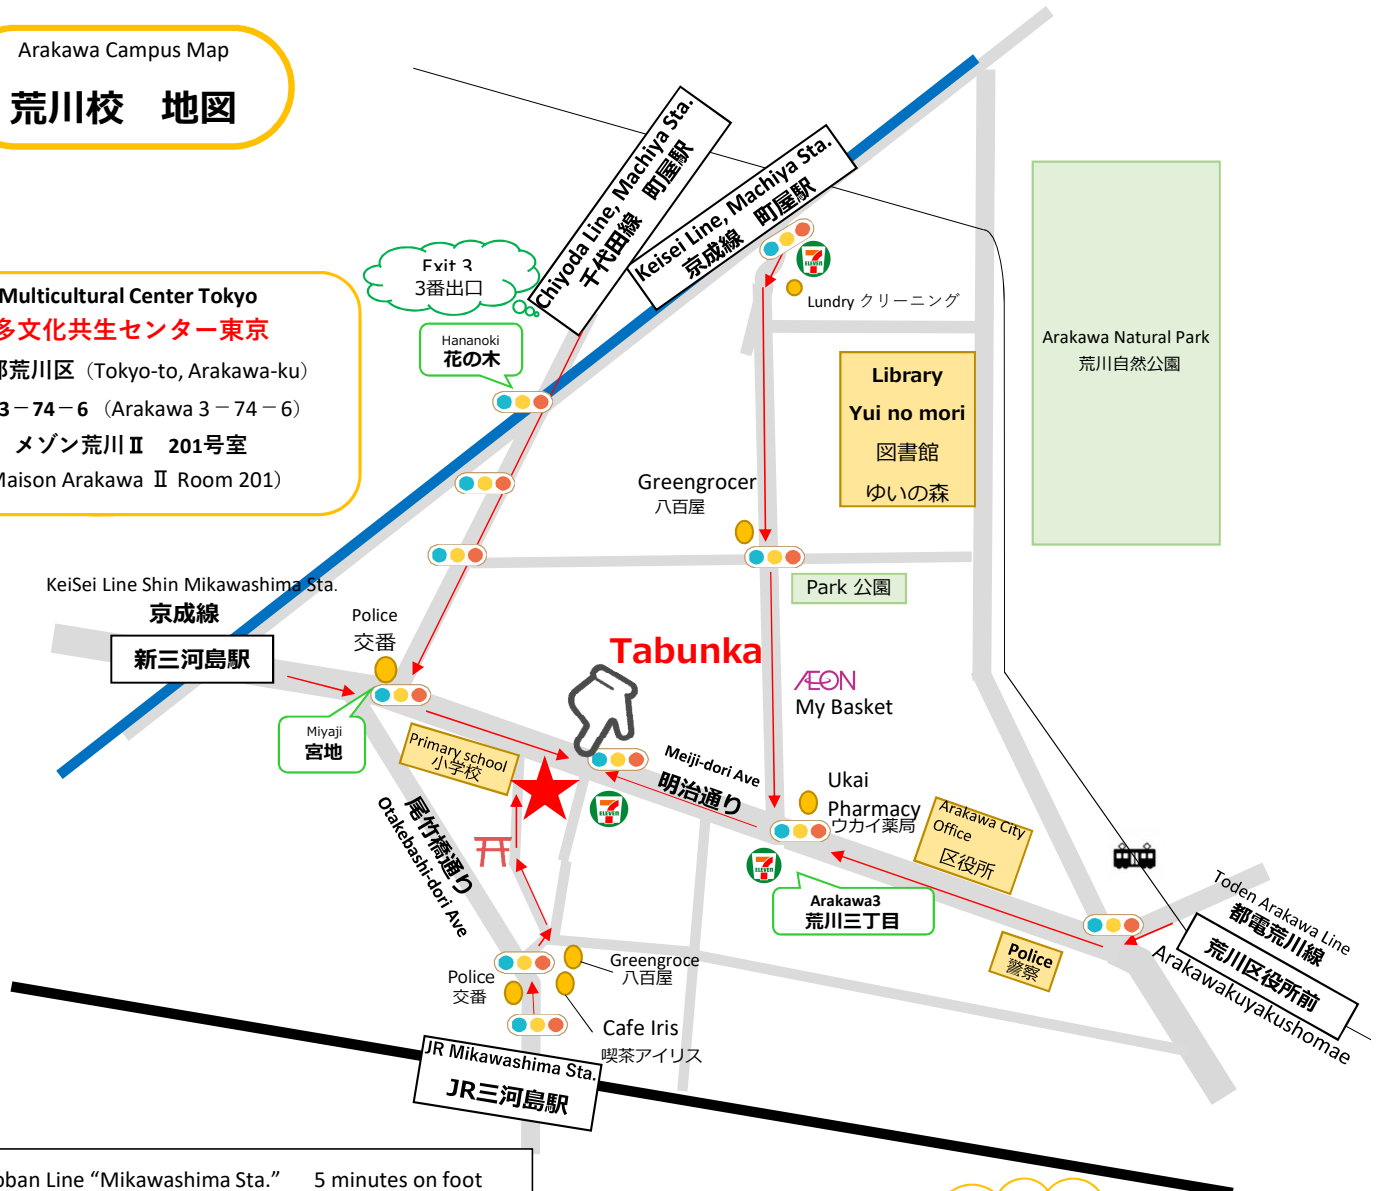 Arakawa Campus Map
荒川校　地図
Chiyoda Line, Machiya Sta.
千代田線　町屋駅
Keisei Line, Machiya Sta.
京成線　町屋駅
Exit 3
3番出口
Hananoki
花の木
7
ELEVEN
Lundry クリーニング
Multicultural Center Tokyo
多文化共生センター東京
荒川区（Tokyo-to, Arakawa-ku）
3－74－6 （Arakawa 3－74－6）
メゾン荒川Ⅱ　201号室
Maison Arakawa Ⅱ Room 201）
Arakawa Natural Park
荒川自然公園
Library
Yui no mori
図書館
ゆいの森
Greengrocer
八百屋
Park 公園
KeiSei Line Shin Mikawashima Sta.
京成線
新三河島駅
Police
交番
Miyaji
宮地
Tabunka
ÆON
My Basket
Primary school
小学校
Meiji-dori Ave
明治通り
7
ELEVEN
Ukai
Pharmacy
ウカイ薬局
Arakawa City
Office
区役所
尾竹橋通り
Otakebashi-dori Ave
7
ELEVEN
Arakawa3
荒川三丁目
Police
警察
Toden Arakawa Line
都電荒川線
荒川区役所前
Arakawakuyakushomae
Police
交番
Greengroce
八百屋
Cafe Iris
喫茶アイリス
JR Mikawashima Sta.
JR三河島駅
ban Line “Mikawashima Sta.”　5 minutes on foot